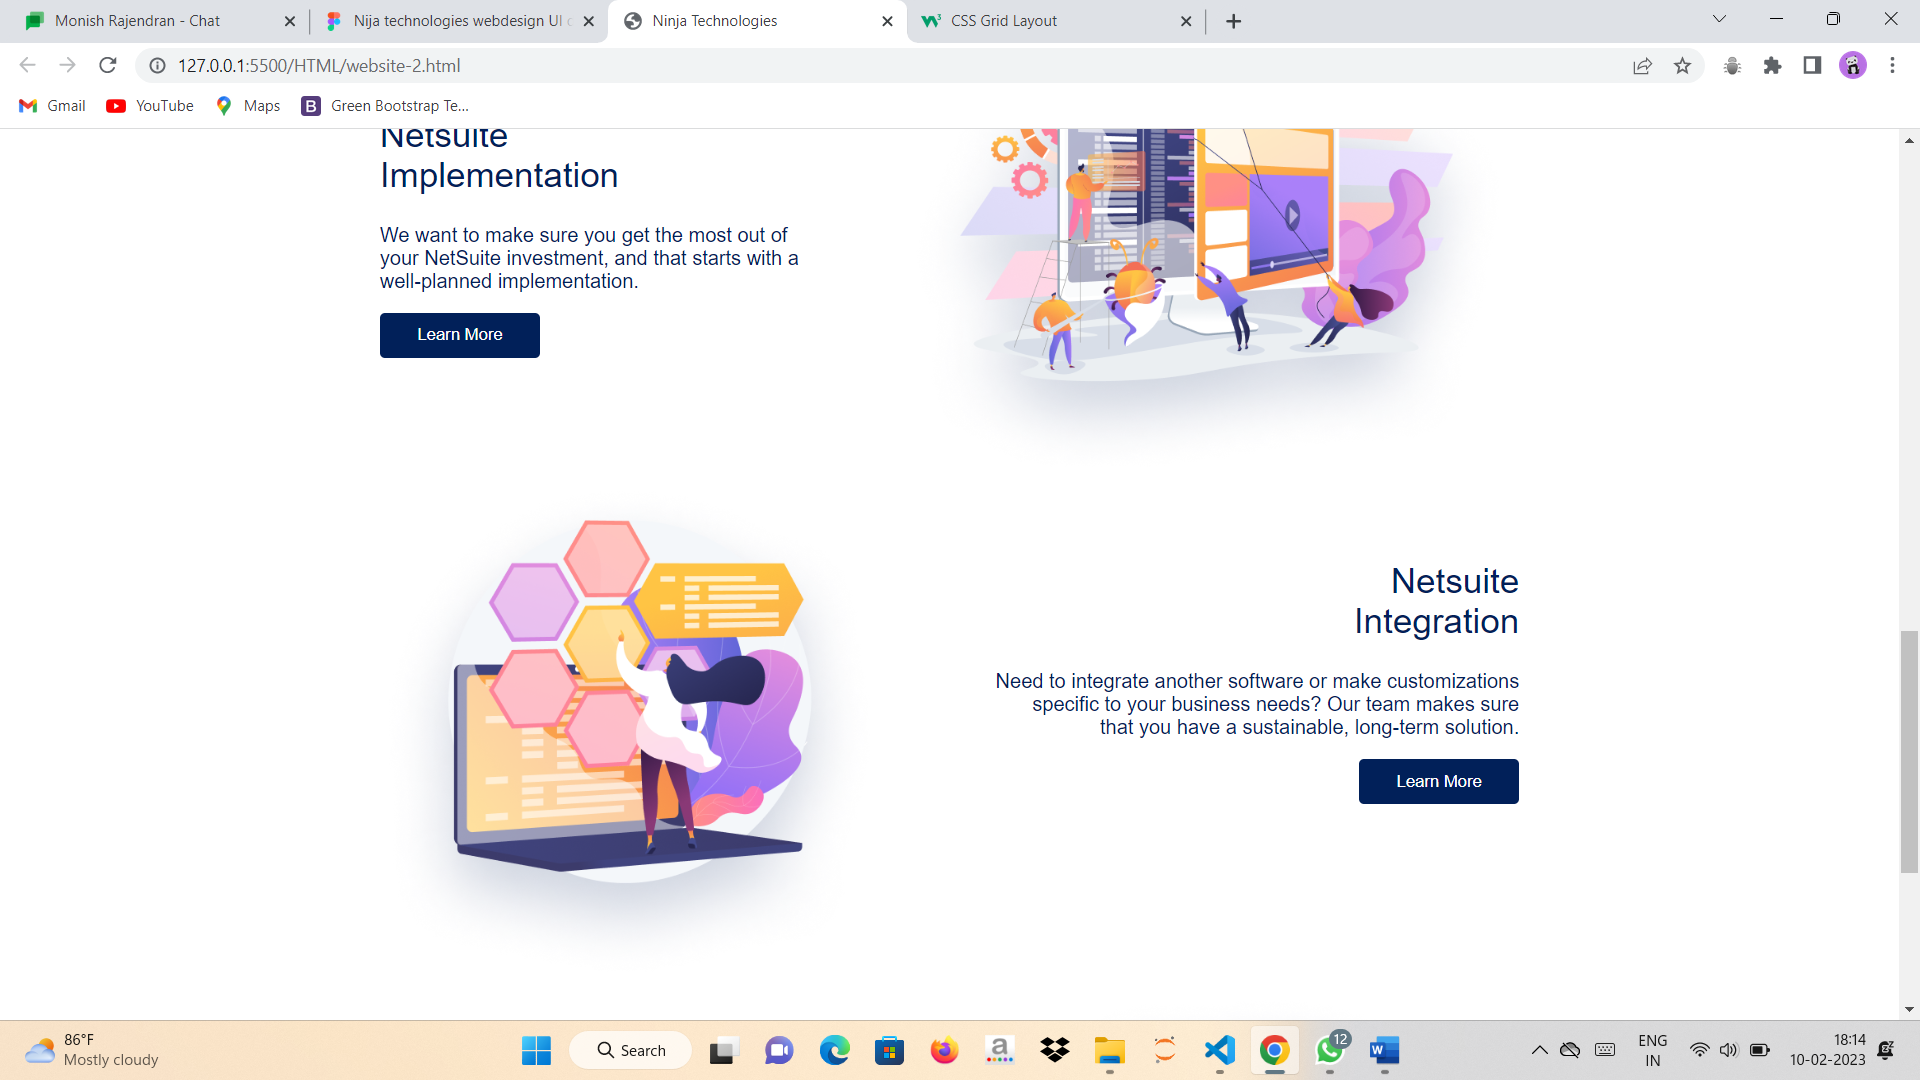 Monish Rajendran - Chat
Nija technologies webdesign UI
Ninja Technologies
CSS Grid Layout
127.0.0.1:5500/HTML/website-2.html
Gmail
YouTube
Maps
B
Green Bootstrap Te...
Netsuite
Implementation
We want to make sure you get the most out of
your NetSuite investment, and that starts with a
well-planned implementation.
Learn More
Netsuite
Integration
Need to integrate another software or make customizations
specific to your business needs? Our team makes sure
that you have a sustainable, long-term solution.
Learn More
86°F
Mostly cloudy
Search
a
12
W
ENG
IN
18:14
10-02-2023